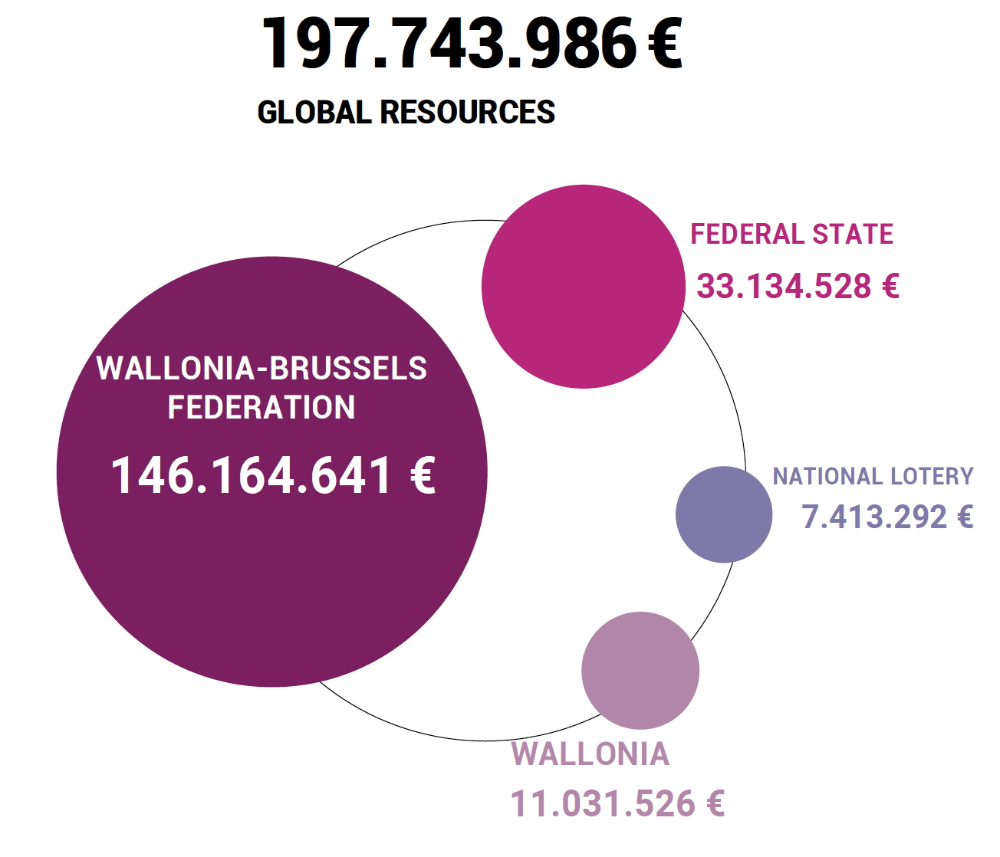 197.743.986 €
GLOBAL RESOURCES
FEDERAL STATE
33.134.528 €
WALLONIA-BRUSSELS
FEDERATION
146.164.641 €
NATIONAL LOTERY
7.413.292 €
WALLONIA
11.031.526 €